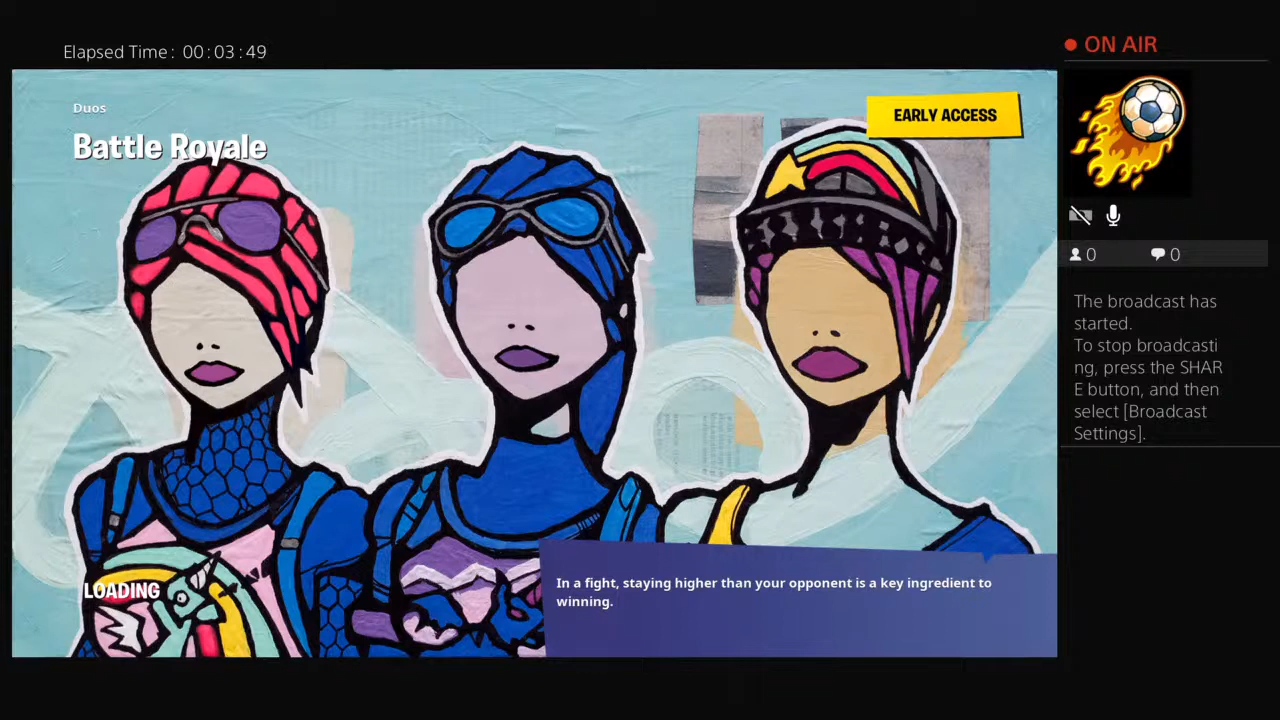 Elapsed Time: 00:03:49
ON AIR
Duos
Battle Royale
EARLY ACCESS
0
0
The broadcast has
started.
To stop broadcasti
ng, press the SHAR
E button, and then
select [Broadcast
Settings].
LOADING
In a fight, staying higher than your opponent is a key ingredient to
winning.